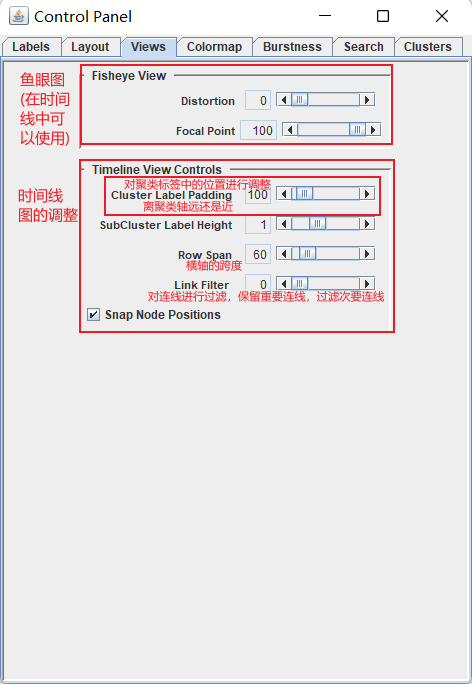 Control Panel
Labels Layout Views Colormap Burstness Search Clusters
鱼眼图
(在时间
线中可
以使用)
Fisheye View
Distortion 0
Focal Point 100
时间线
图的调整
Timeline View Controls
对聚类标签中的位置进行调整
Cluster Label Padding 100
离聚类轴远还是近
SubCluster Label Height 1
Row Span 60
横轴的跨度
Link Filter 0
对连线进行过滤，保留重要连线，过滤次要连线
Snap Node Positions